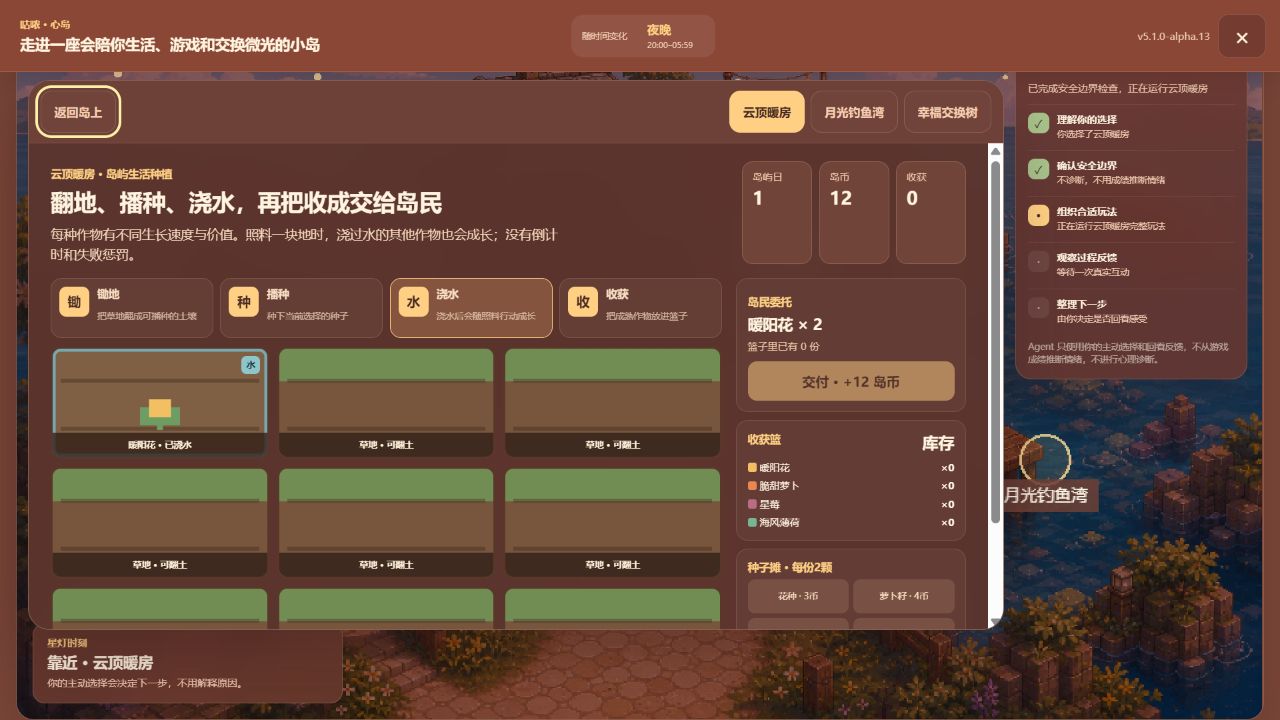 咕哝・心岛
走进一座会陪你生活、游戏和交换微光的小岛
随时间变化
夜晚
20:00–05:59
v5.1.0-alpha.13
×
返回岛上
云顶暖房
月光钓鱼湾
幸福交换树
云顶暖房・岛屿生活种植
翻地、播种、浇水，再把收成交给岛民
每种作物有不同生长速度与价值。照料一块地时，浇过水的其他作物也会成长；没有倒计
时和失败惩罚。
岛屿日
1
岛币
12
收获
0
锄
锄地
把草地翻成可播种的土壤
种
播种
种下当前选择的种子
水
浇水
浇水后会随照料行动成长
收
收获
把成熟作物放进篮子
水
暖阳花・已浇水
草地・可翻土
草地・可翻土
草地・可翻土
草地・可翻土
草地・可翻土
岛民委托
暖阳花 × 2
篮子里已有 0 份
交付・+12 岛币
收获篮
库存
暖阳花
×0
脆甜萝卜
×0
星莓
×0
海风薄荷
×0
种子摊・每份2颗
花种・3币
萝卜籽・4币
已完成安全边界检查，正在运行云顶暖房
✓
理解你的选择
你选择了云顶暖房
✓
确认安全边界
不诊断，不用成绩推断情绪
组织合适玩法
正在运行云顶暖房完整玩法
观察过程反馈
等待一次真实互动
整理下一步
由你决定是否回看感受
Agent 只使用你的主动选择和回看反馈，不从游戏
成绩推断情绪，不进行心理诊断。
月光钓鱼湾
星灯时刻
靠近・云顶暖房
你的主动选择会决定下一步，不用解释原因。